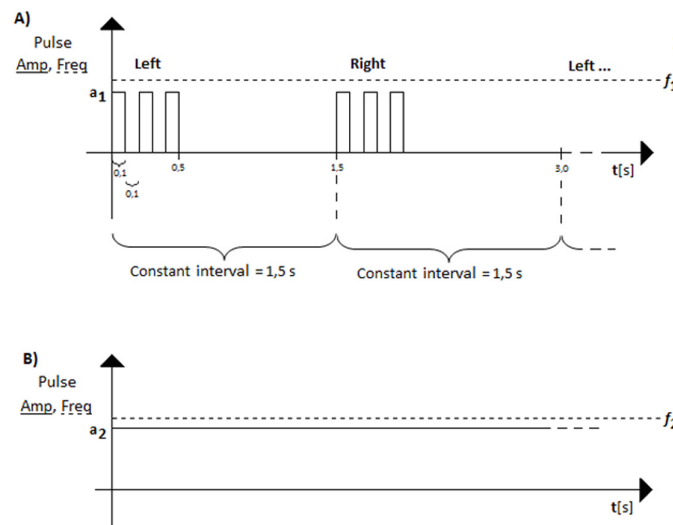 A)
Pulse
Amp, Freq
Left
Right
Left ...
a1
0,1
0,1
0,5
1,5
3,0
t[s]
Constant interval = 1,5 s
Constant interval = 1,5 s
B)
Pulse
Amp, Freq
a2
t[s]